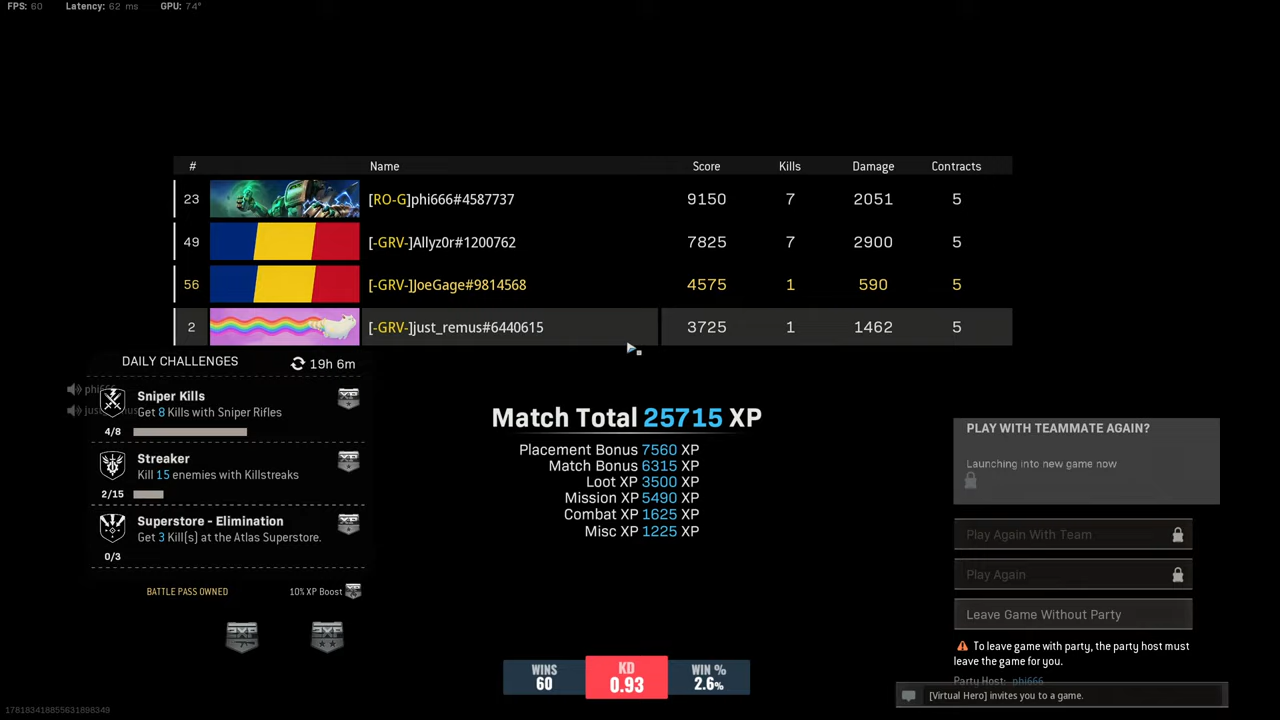 FPS: 60 Latency: 62 ms GPU: 74°
# Name Score Kills Damage Contracts
23 [RO-G]phi666#4587737 9150 7 2051 5
49 [-GRV-]Allyz0r#1200762 7825 7 2900 5
56 [-GRV-]JoeGage#9814568 4575 1 590 5
2 [-GRV-]just_remus#6440615 3725 1 1462 5
DAILY CHALLENGES 19h 6m
Sniper Kills
Get 8 Kills with Sniper Rifles
4/8
Streaker
Kill 15 enemies with Killstreaks
2/15
Superstore - Elimination
Get 3 Kill(s) at the Atlas Superstore.
0/3
BATTLE PASS OWNED 10% XP Boost
Match Total 25715 XP
Placement Bonus 7560 XP
Match Bonus 6315 XP
Loot XP 3500 XP
Mission XP 5490 XP
Combat XP 1625 XP
Misc XP 1225 XP
WINS
60
KD
0.93
WIN %
2.6%
PLAY WITH TEAMMATE AGAIN?
Launching into new game now
Play Again With Team
Play Again
Leave Game Without Party
To leave game with party, the party host must
leave the game for you.
Party Host: phi666
[Virtual Hero] invites you to a game.